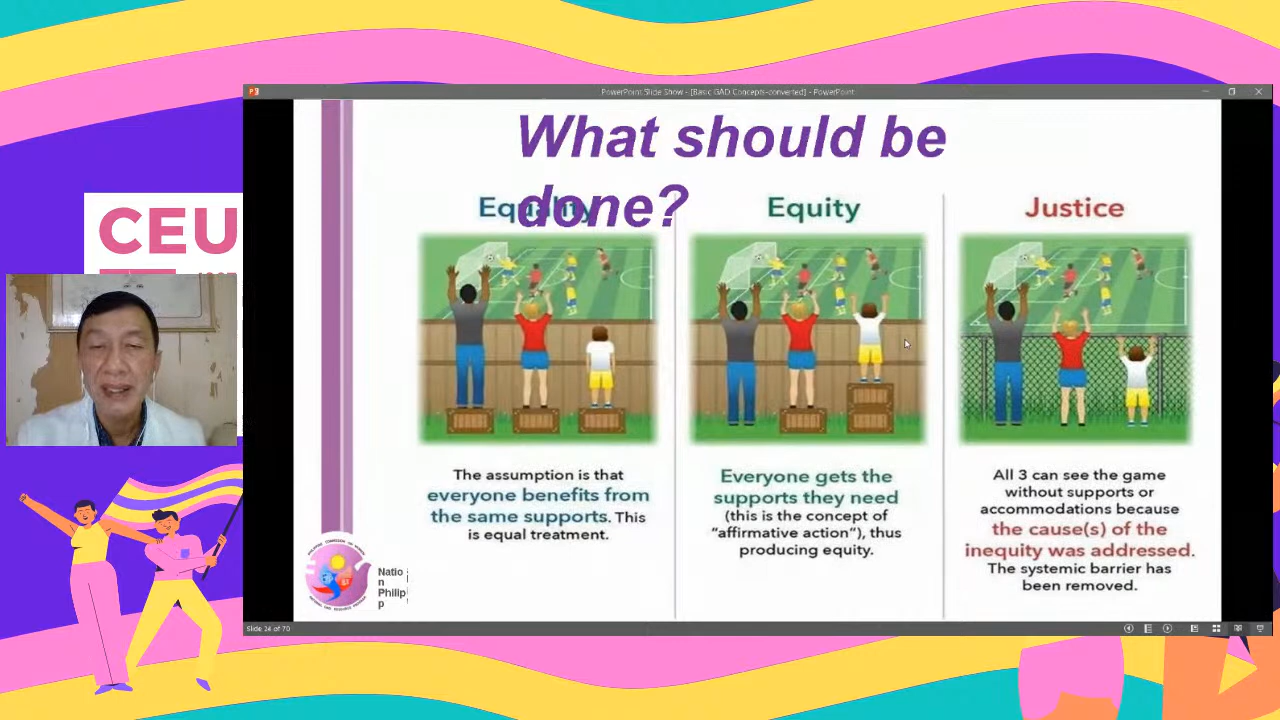 PowerPoint Slide Show - [Basic GAD Concepts-converted] - PowerPoint
What should be
done?
CEU
Equality
Equity
Justice
The assumption is that
everyone benefits from
the same supports. This
is equal treatment.
Everyone gets the
supports they need
(this is the concept of
“affirmative action”), thus
producing equity.
All 3 can see the game
without supports or
accommodations because
the cause(s) of the
inequity was addressed.
The systemic barrier has
been removed.
Natio
n
Philip
p
Slide 24 of 70